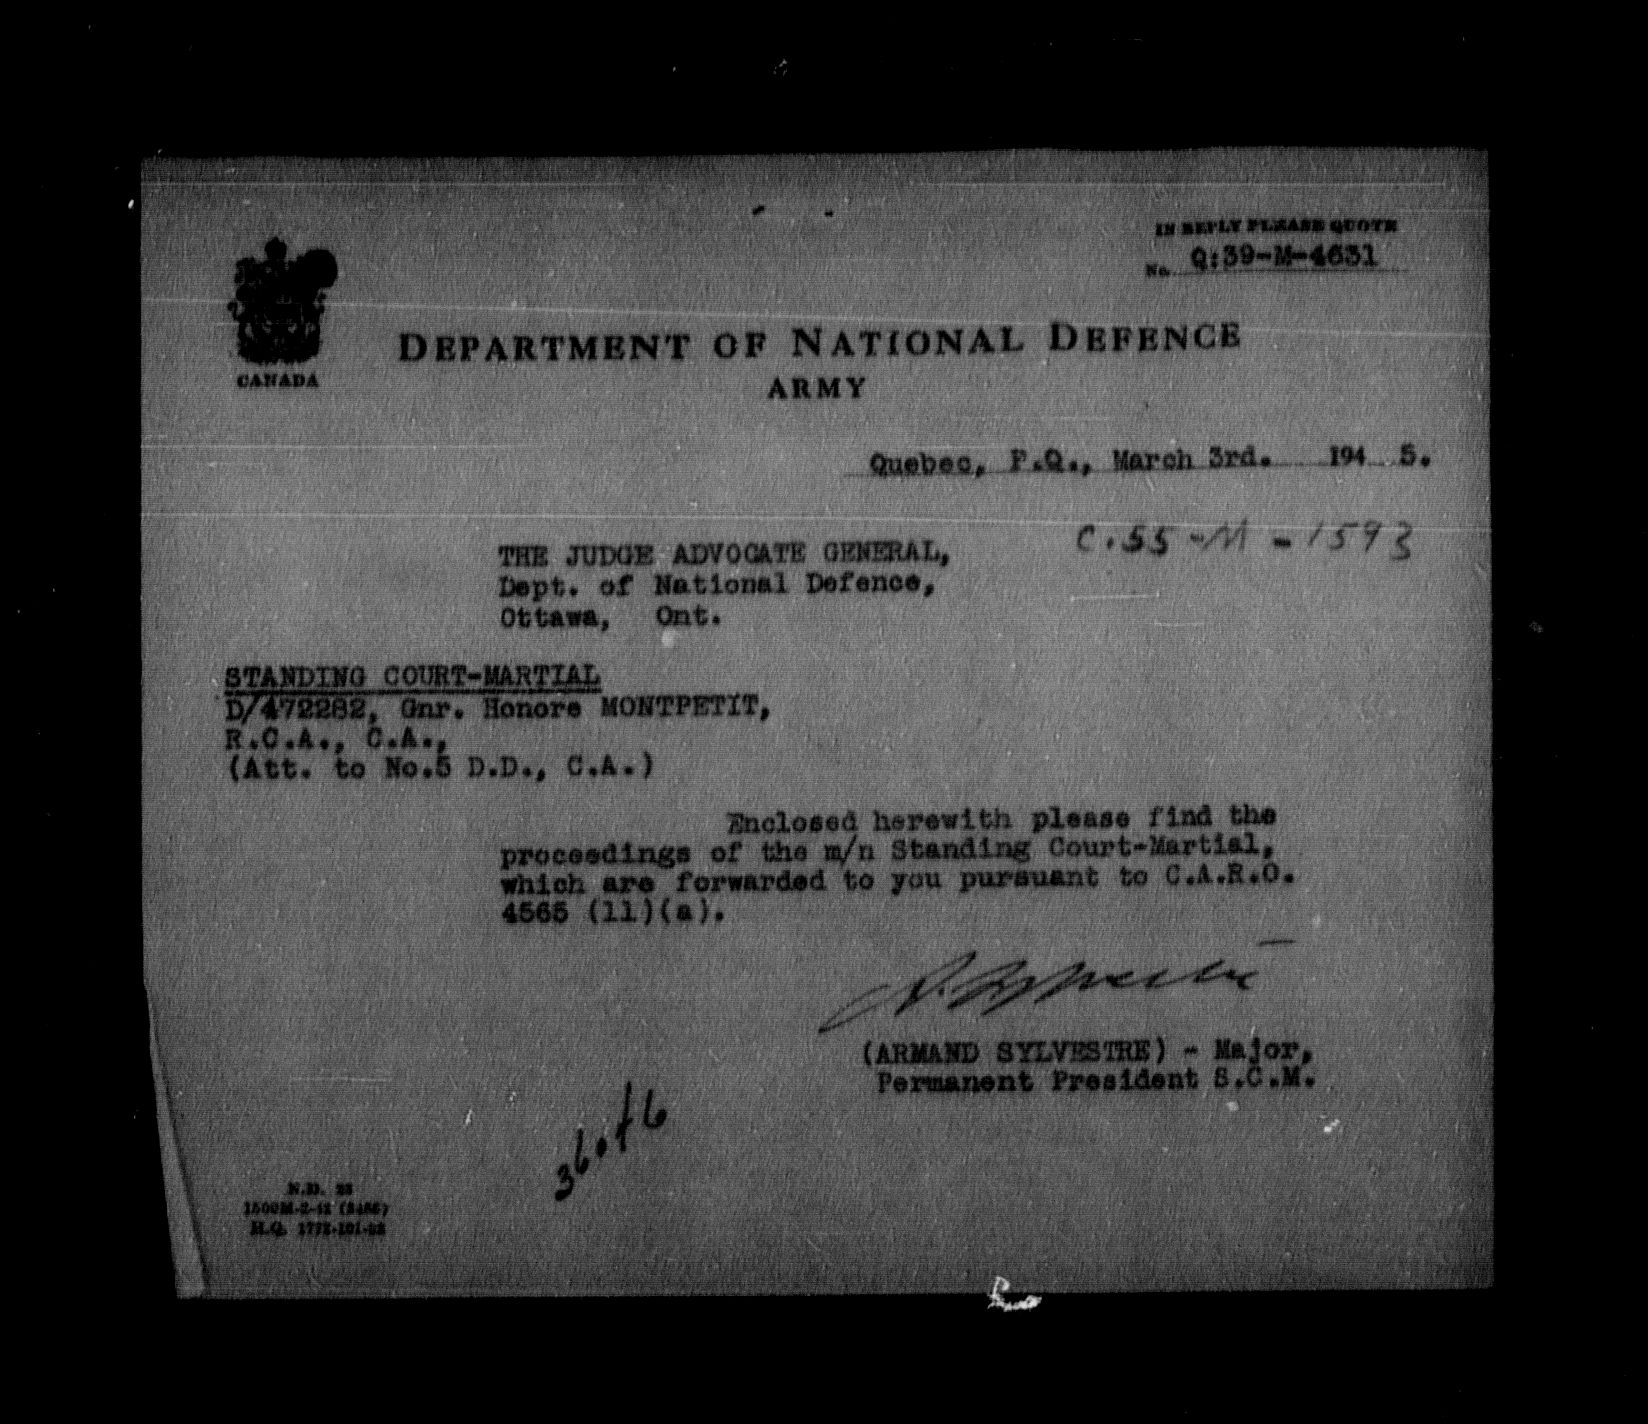 IN REPLY PLEASE QUOTE
No. Q:39-M-4631
CANADA
DEPARTMENT OF NATIONAL DEFENCE
ARMY
Quebec, P.Q., March 3rd. 194 5.
C.55-M-1593
THE JUDGE ADVOCATE GENERAL,
Dept. of National Defence,
Ottawa, Ont.
STANDING COURT-MARTIAL
D/472282, Gnr. Honore MONTPETIT,
R.C.A., C.A.,
(Att. to No.5 D.D., C.A.)
Enclosed herewith please find the
proceedings of the m/n Standing Court-Martial,
which are forwarded to you pursuant to C.A.R.O.
4565 (11)(a).
A. Sylvestre
(ARMAND SYLVESTRE) - Major,
Permanent President S.C.M.
N.D. 23
H.Q.